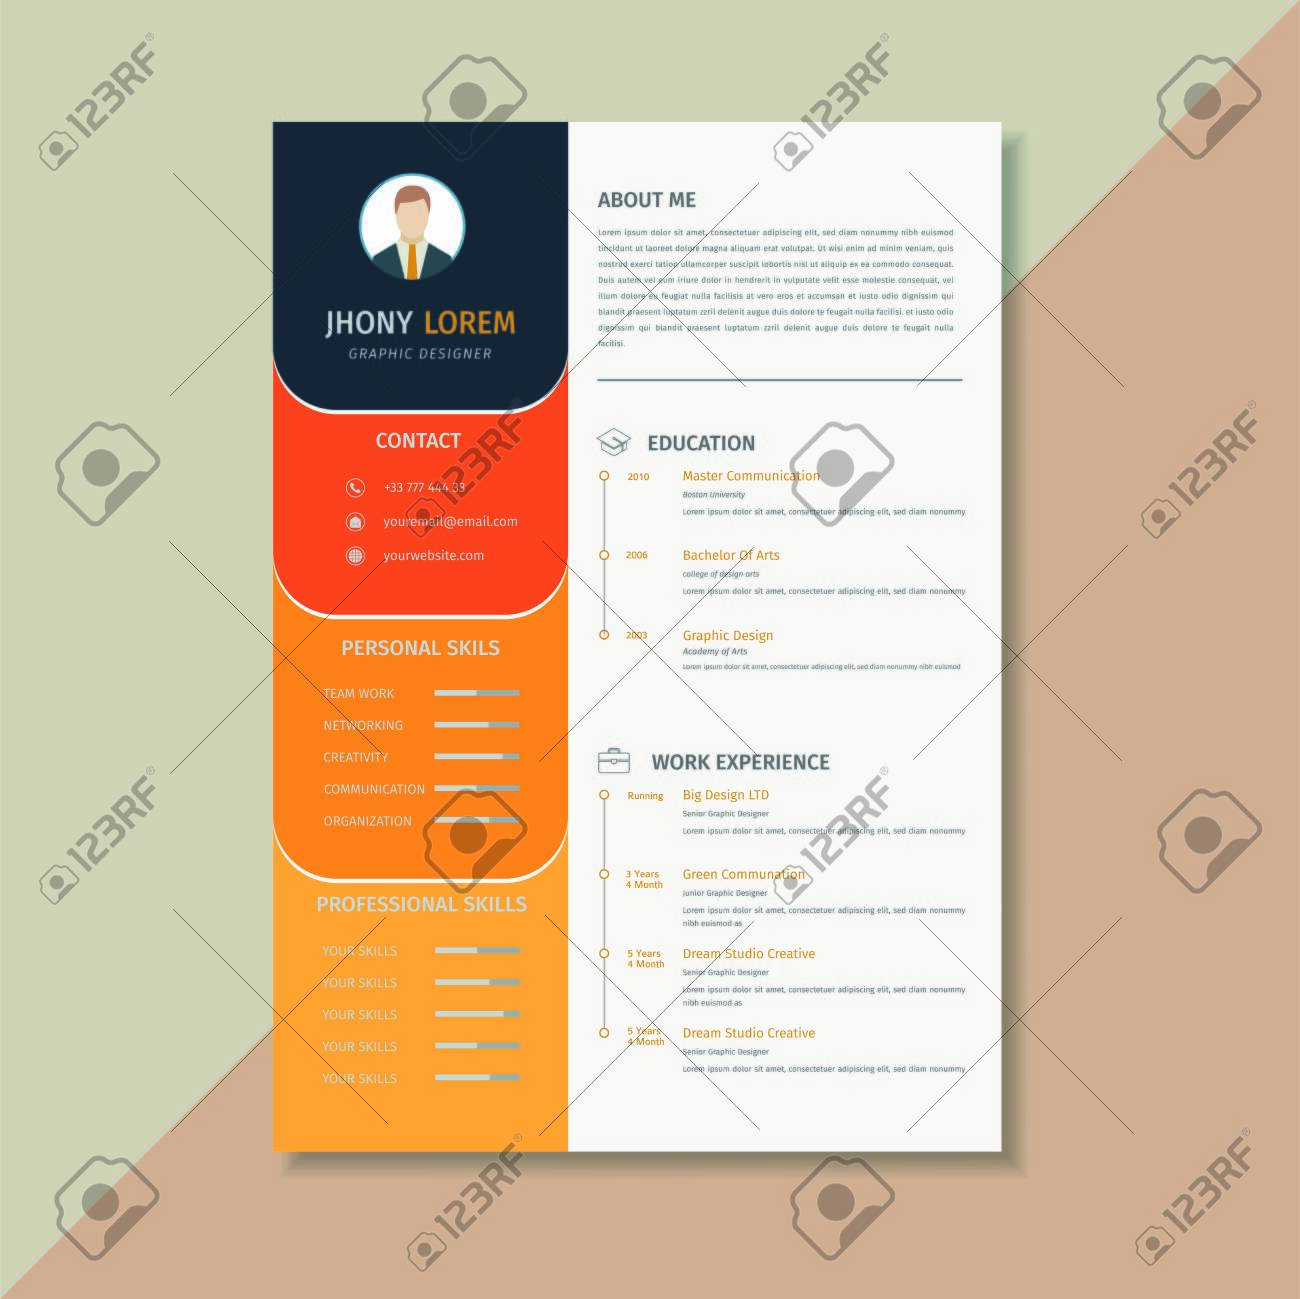 JHONY LOREM
GRAPHIC DESIGNER
CONTACT
+33 777 444 33
youremail@email.com
yourwebsite.com
PERSONAL SKILS
TEAM WORK
NETWORKING
CREATIVITY
COMMUNICATION
ORGANIZATION
PROFESSIONAL SKILLS
YOUR SKILLS
YOUR SKILLS
YOUR SKILLS
YOUR SKILLS
YOUR SKILLS
ABOUT ME
Lorem ipsum dolor sit amet, consectetuer adipiscing elit, sed diam nonummy nibh euismod
tincidunt ut laoreet dolore magna aliquam erat volutpat. Ut wisi enim ad minim veniam, quis
nostrud exerci tation ullamcorper suscipit lobortis nisl ut aliquip ex ea commodo consequat.
Duis autem vel eum iriure dolor in hendrerit in vulputate velit esse molestie consequat, vel
illum dolore eu feugiat nulla facilisis at vero eros et accumsan et iusto odio dignissim qui
blandit praesent luptatum zzril delenit augue duis dolore te feugait nulla facilisi. et iusto odio
dignissim qui blandit praesent luptatum zzril delenit augue duis dolore te feugait nulla
facilisi.
EDUCATION
2010 Master Communication
Boston University
Lorem ipsum dolor sit amet, consectetuer adipiscing elit, sed diam nonummy
2006 Bachelor Of Arts
college of design arts
Lorem ipsum dolor sit amet, consectetuer adipiscing elit, sed diam nonummy
2003 Graphic Design
Academy of Arts
Lorem ipsum dolor sit amet, consectetuer adipiscing elit, sed diam nonummy nibh euismod
WORK EXPERIENCE
Running Big Design LTD
Senior Graphic Designer
Lorem ipsum dolor sit amet, consectetuer adipiscing elit, sed diam nonummy
3 Years Green Communation
4 Month
Junior Graphic Designer
Lorem ipsum dolor sit amet, consectetuer adipiscing elit, sed diam nonummy
nibh euismod as
5 Years Dream Studio Creative
4 Month
Senior Graphic Designer
Lorem ipsum dolor sit amet, consectetuer adipiscing elit, sed diam nonummy
nibh euismod as
5 Years Dream Studio Creative
4 Month
Senior Graphic Designer
Lorem ipsum dolor sit amet, consectetuer adipiscing elit, sed diam nonummy
123RF
123RF
123RF
123RF
123RF
123RF
123RF
123RF